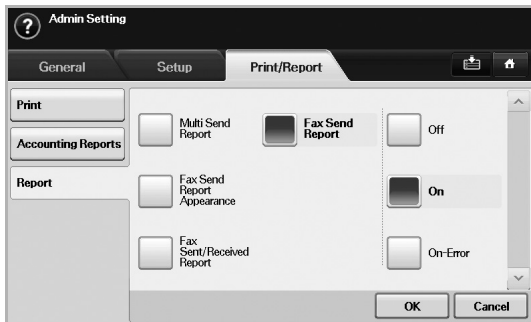 ?
Admin Setting
General
Setup
Print/Report
Print
Accounting Reports
Report
Multi Send
Report
Fax Send
Report
Off
Fax Send
Report
Appearance
On
Fax
Sent/Received
Report
On-Error
OK
Cancel